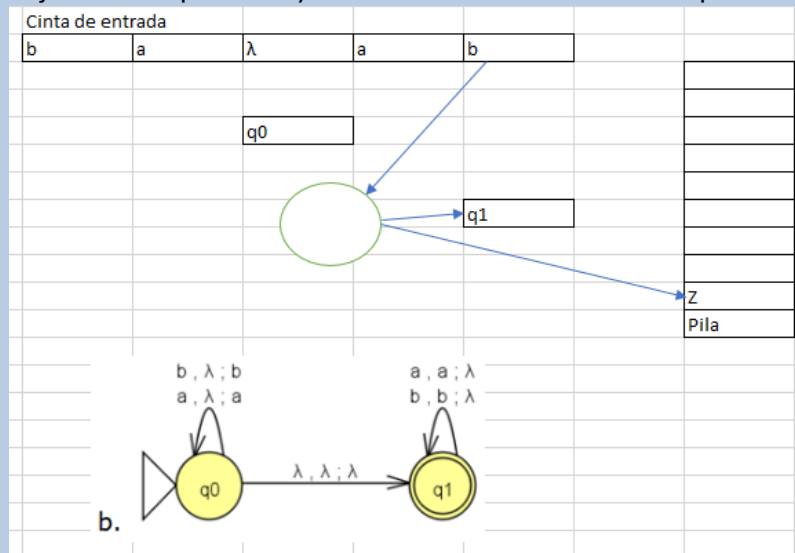 Cinta de entrada
b a λ a b
q0
q1
Z
Pila
b , λ ; b
a , λ ; a
a , a ; λ
b , b ; λ
λ , λ ; λ
q0
q1
b.